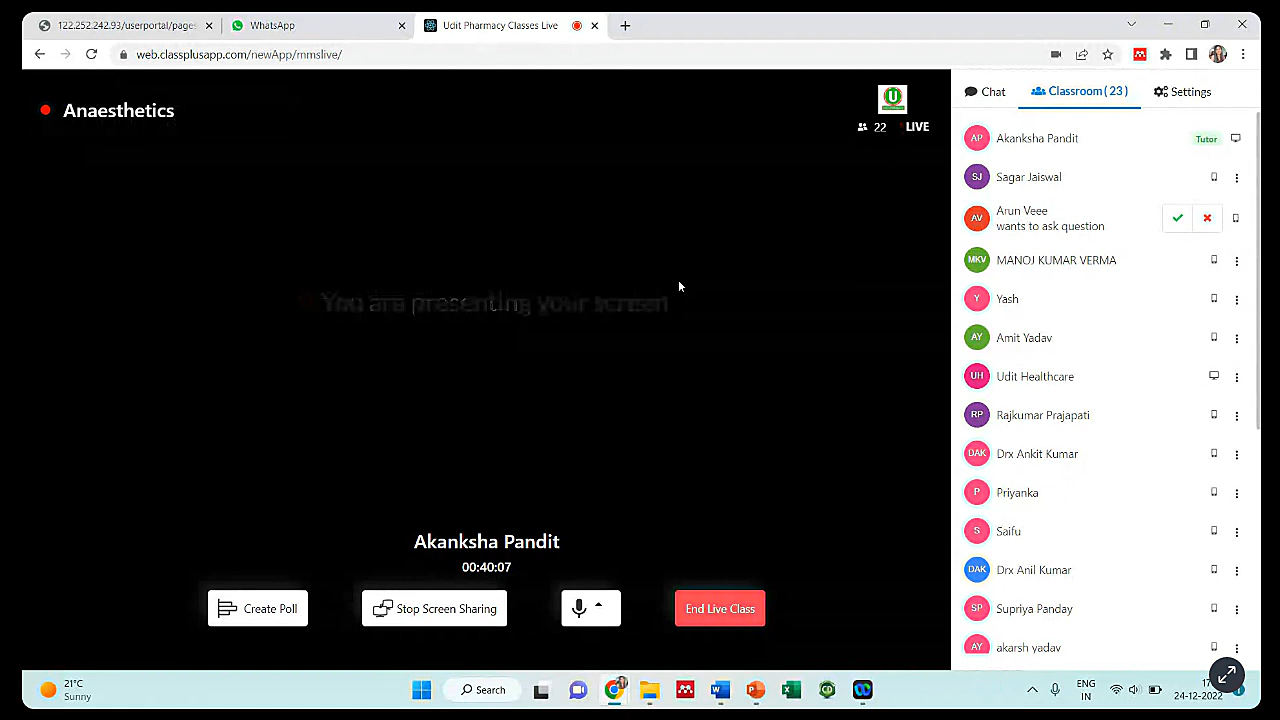 122.252.242.93/userportal/page
WhatsApp
Udit Pharmacy Classes Live
web.classplusapp.com/newApp/mmslive/
Anaesthetics
U
22 LIVE
You are presenting your screen
Akanksha Pandit
00:40:07
Create Poll
Stop Screen Sharing
End Live Class
Chat
Classroom (23)
Settings
AP Akanksha Pandit Tutor
SJ Sagar Jaiswal
AV Arun Veee
wants to ask question
MKV MANOJ KUMAR VERMA
Y Yash
AY Amit Yadav
UH Udit Healthcare
RP Rajkumar Prajapati
DAK Drx Ankit Kumar
P Priyanka
S Saifu
DAK Drx Anil Kumar
SP Supriya Panday
AY akarsh yadav
21°C
Sunny
Search
ENG
IN
24-12-2022